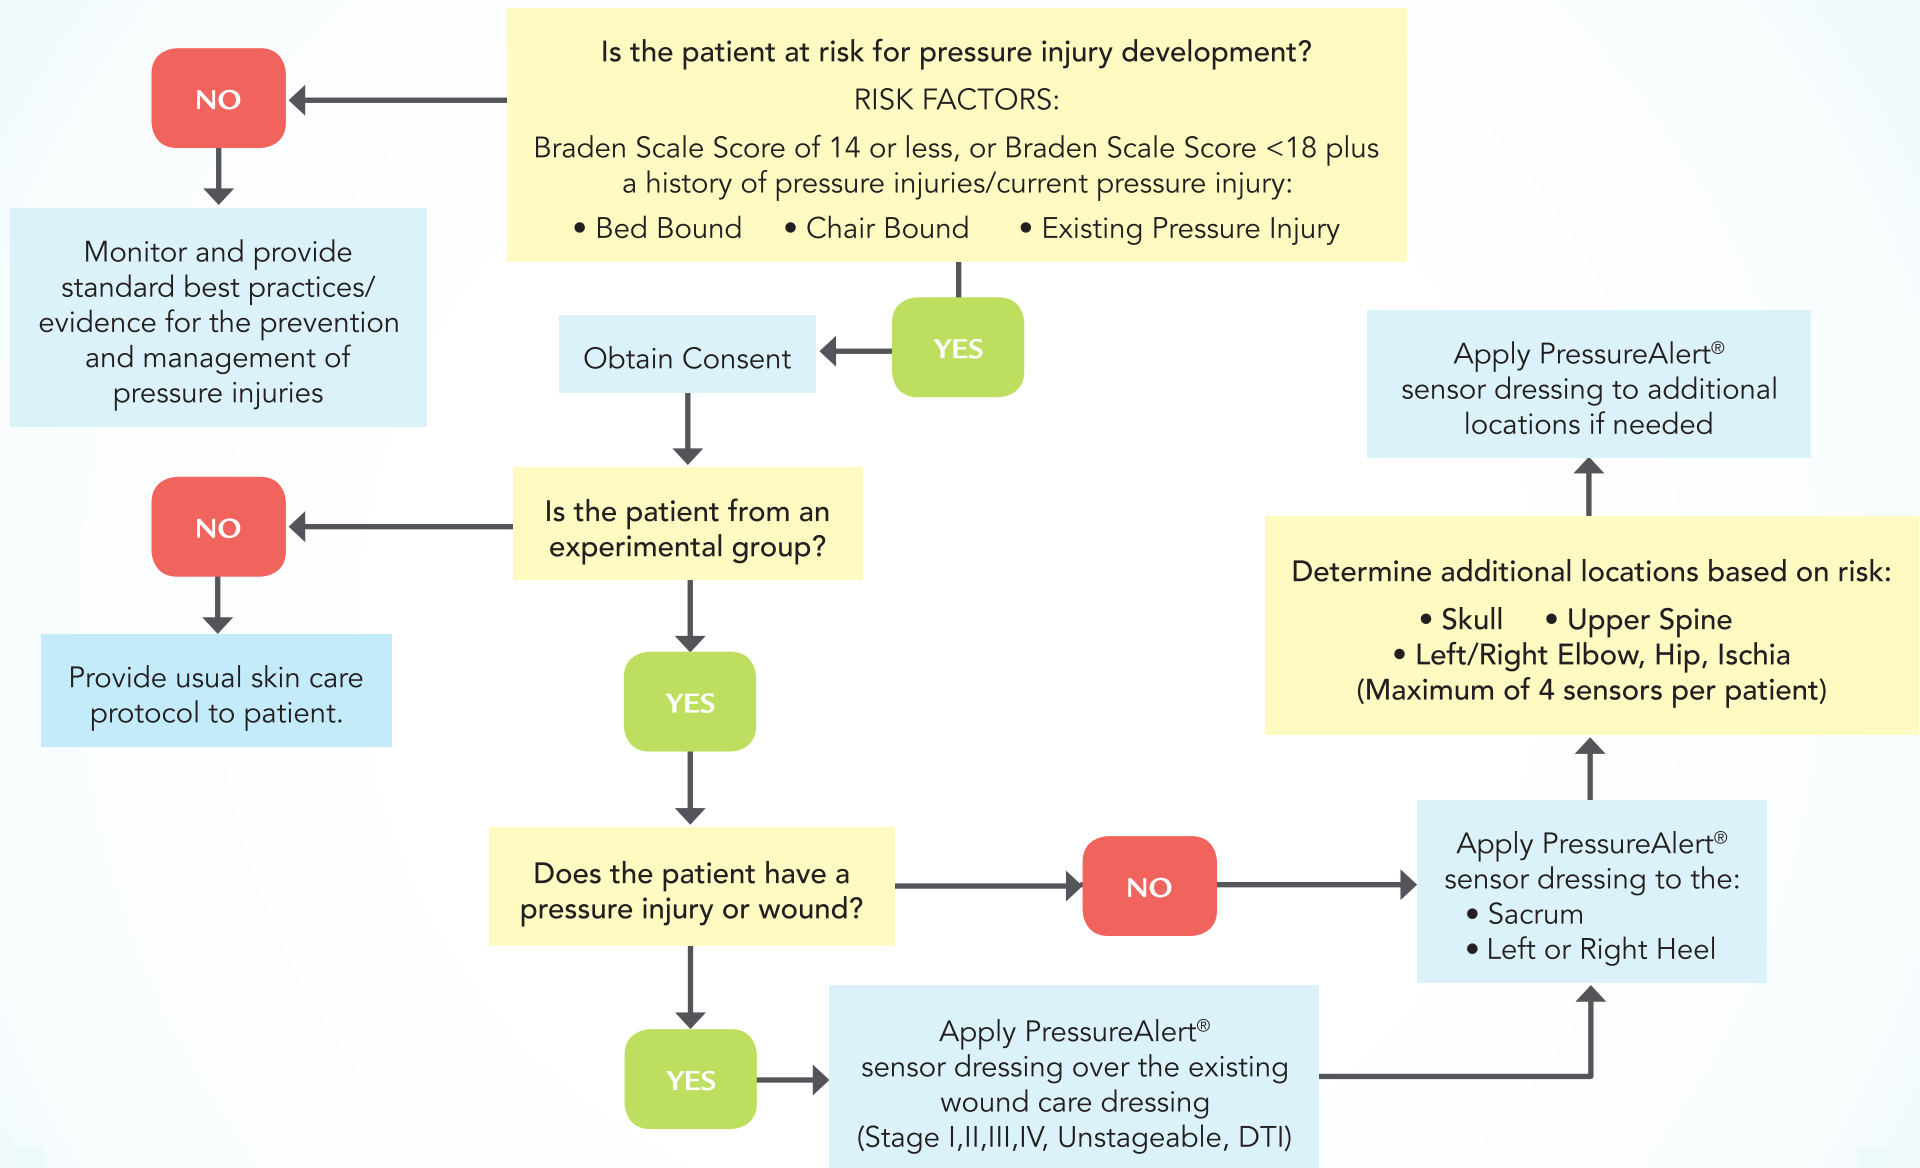 Is the patient at risk for pressure injury development?
RISK FACTORS:
Braden Scale Score of 14 or less, or Braden Scale Score <18 plus
a history of pressure injuries/current pressure injury:
• Bed Bound • Chair Bound • Existing Pressure Injury
NO
Monitor and provide
standard best practices/
evidence for the prevention
and management of
pressure injuries
YES
Obtain Consent
Is the patient from an
experimental group?
NO
Provide usual skin care
protocol to patient.
YES
Does the patient have a
pressure injury or wound?
NO
YES
Apply PressureAlert®
sensor dressing over the existing
wound care dressing
(Stage I,II,III,IV, Unstageable, DTI)
Apply PressureAlert®
sensor dressing to the:
• Sacrum
• Left or Right Heel
Determine additional locations based on risk:
• Skull • Upper Spine
• Left/Right Elbow, Hip, Ischia
(Maximum of 4 sensors per patient)
Apply PressureAlert®
sensor dressing to additional
locations if needed